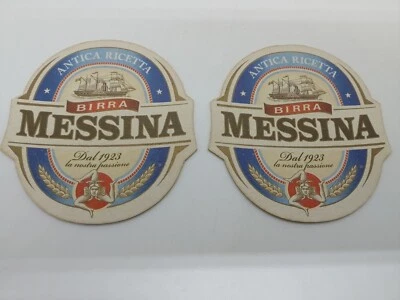 ANTICA RICETTA
BIRRA
MESSINA
Dal 1923
la nostra passione
ANTICA RICETTA
BIRRA
MESSINA
Dal 1923
la nostra passione